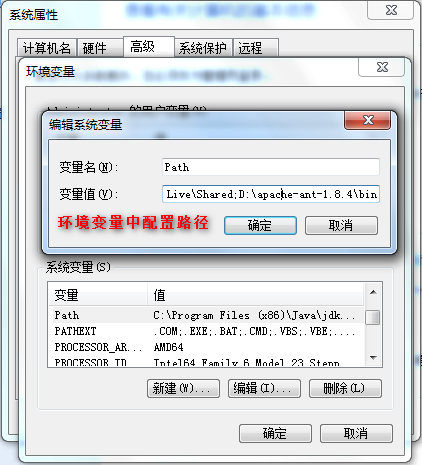 系统属性
计算机名 硬件 高级 系统保护 远程
环境变量
编辑系统变量
变量名(N): Path
变量值(V): Live\Shared;D:\apache-ant-1.8.4\bin
环境变量中配置路径
确定 取消
系统变量(S)
变量 值
Path C:\Program Files (x86)\Java\jdk...
PATHEXT .COM;.EXE;.BAT;.CMD;.VBS;.VBE;....
PROCESSOR_AR... AMD64
PROCESSOR_ID Intel64 Family 6 Model 23 Stepp
新建(W)... 编辑(I)... 删除(L)
确定 取消